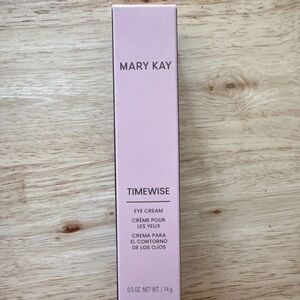 MARY KAY
TIMEWISE
EYE CREAM
CRÈME POUR
LES YEUX
CREMA PARA
EL CONTORNO
DE LOS OJOS
0.5 OZ. NET WT. / 14 g